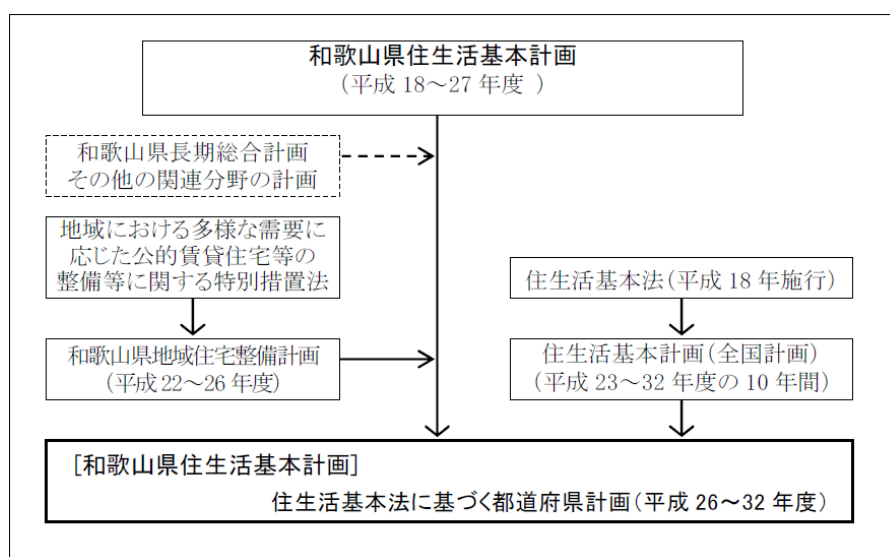 和歌山県住生活基本計画
(平成 18～27 年度 )
和歌山県長期総合計画
その他の関連分野の計画
地域における多様な需要に
応じた公的賃貸住宅等の
整備等に関する特別措置法
和歌山県地域住宅整備計画
(平成 22～26 年度)
住生活基本法(平成 18 年施行)
住生活基本計画(全国計画)
(平成 23～32 年度の 10 年間)
[和歌山県住生活基本計画]
住生活基本法に基づく都道府県計画(平成 26～32 年度)